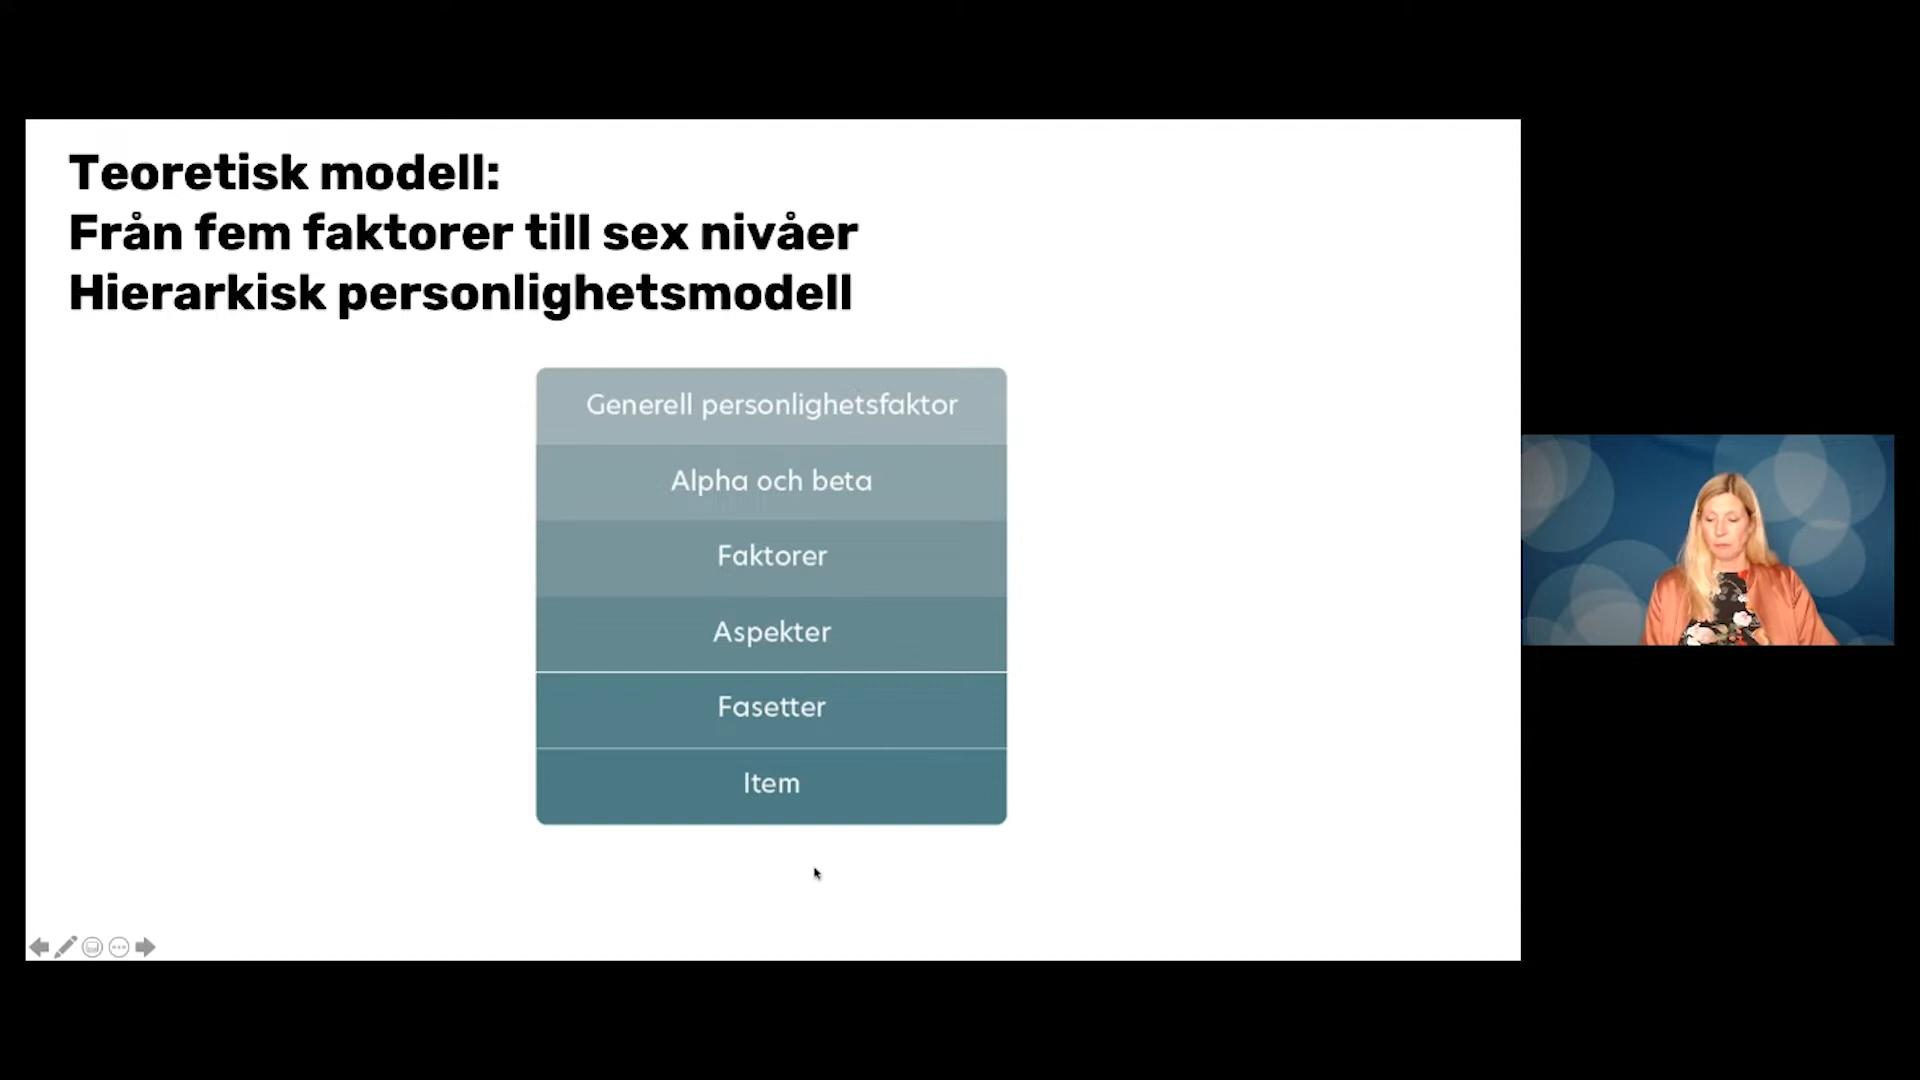 Teoretisk modell:
Från fem faktorer till sex nivåer
Hierarkisk personlighetsmodell
Generell personlighetsfaktor
Alpha och beta
Faktorer
Aspekter
Fasetter
Item